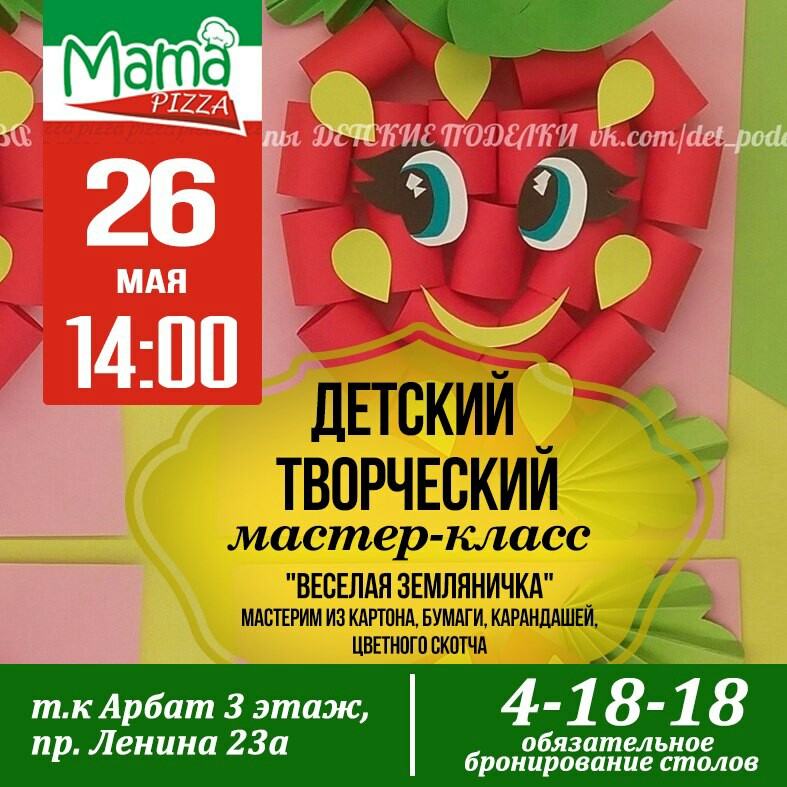 Mama
PIZZA
пы ДЕТСКИЕ ПОДЕЛКИ vk.com/det_pode
26
МАЯ
14:00
ДЕТСКИЙ
ТВОРЧЕСКИЙ
мастер-класс
"ВЕСЕЛАЯ ЗЕМЛЯНИЧКА"
МАСТЕРИМ ИЗ КАРТОНА, БУМАГИ, КАРАНДАШЕЙ,
ЦВЕТНОГО СКОТЧА
т.к Арбат 3 этаж,
пр. Ленина 23а
4-18-18
обязательное
бронирование столов